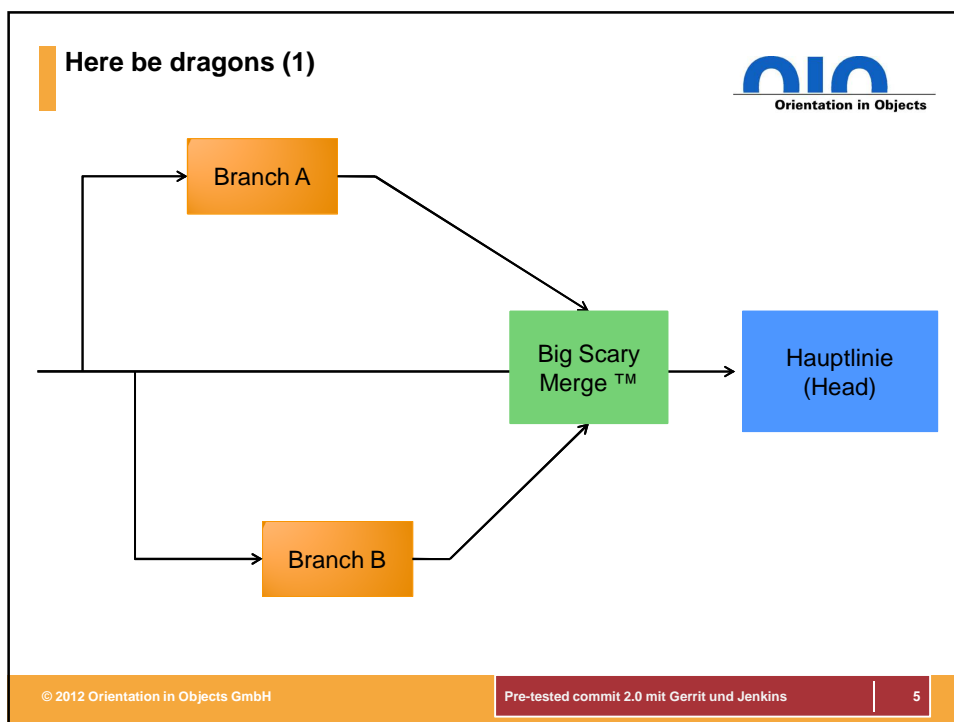 Here be dragons (1)
OIO
Orientation in Objects
Branch A
Big Scary
Merge ™
Hauptlinie
(Head)
Branch B
© 2012 Orientation in Objects GmbH
Pre-tested commit 2.0 mit Gerrit und Jenkins
5